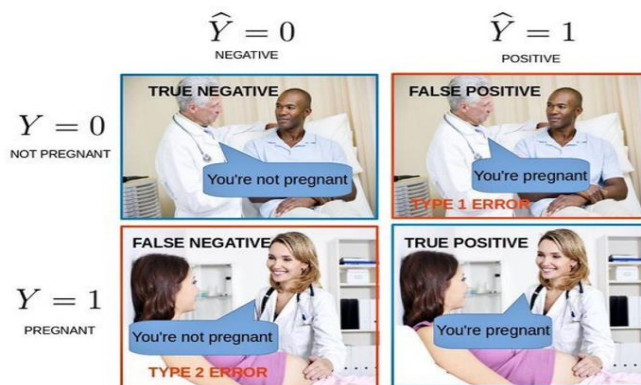 Ŷ = 0
NEGATIVE
Ŷ = 1
POSITIVE
Y = 0
NOT PREGNANT
TRUE NEGATIVE
You're not pregnant
FALSE POSITIVE
You're pregnant
TYPE 1 ERROR
Y = 1
PREGNANT
FALSE NEGATIVE
You're not pregnant
TYPE 2 ERROR
TRUE POSITIVE
You're pregnant